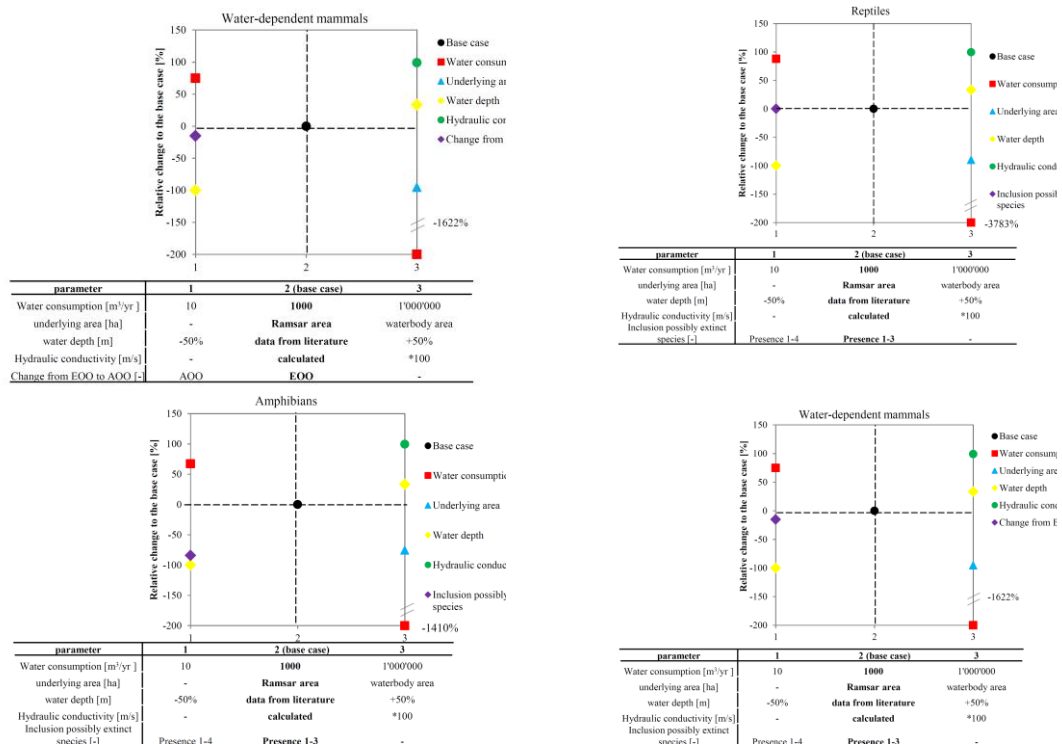 Water-dependent mammals
Relative change to the base case [%]
150
100
50
0
-50
-100
-150
-200
1
2
3
-1622%
Base case
Water consun
Underlying ar
Water depth
Hydraulic cor
Change from
parameter 1 2 (base case) 3
Water consumption [m³/yr ] 10 1000 1'000'000
underlying area [ha] - Ramsar area waterbody area
water depth [m] -50% data from literature +50%
Hydraulic conductivity [m/s] - calculated *100
Change from EOO to AOO [-] AOO EOO -
Reptiles
Relative change to the base case [%]
150
100
50
0
-50
-100
-150
-200
1
2
3
-3783%
Base case
Water consump
Underlying area
Water depth
Hydraulic condu
Inclusion possib
species
parameter 1 2 (base case) 3
Water consumption [m³/yr ] 10 1000 1'000'000
underlying area [ha] - Ramsar area waterbody area
water depth [m] -50% data from literature +50%
Hydraulic conductivity [m/s] - calculated *100
Inclusion possibly extinct
species [-] Presence 1-4 Presence 1-3 -
Amphibians
Relative change to the base case [%]
150
100
50
0
-50
-100
-150
-200
1
2
3
-1410%
Base case
Water consumptic
Underlying area
Water depth
Hydraulic conduc
Inclusion possibly
species
parameter 1 2 (base case) 3
Water consumption [m³/yr ] 10 1000 1'000'000
underlying area [ha] - Ramsar area waterbody area
water depth [m] -50% data from literature +50%
Hydraulic conductivity [m/s] - calculated *100
Inclusion possibly extinct
species [-] Presence 1-4 Presence 1-3 -
Water-dependent mammals
Relative change to the base case [%]
150
100
50
0
-50
-100
-150
-200
1
2
3
-1622%
Base case
Water consump
Underlying area
Water depth
Hydraulic cond
Change from E
parameter 1 2 (base case) 3
Water consumption [m³/yr ] 10 1000 1'000'000
underlying area [ha] - Ramsar area waterbody area
water depth [m] -50% data from literature +50%
Hydraulic conductivity [m/s] - calculated *100
Inclusion possibly extinct
species [-] Presence 1-4 Presence 1-3 -